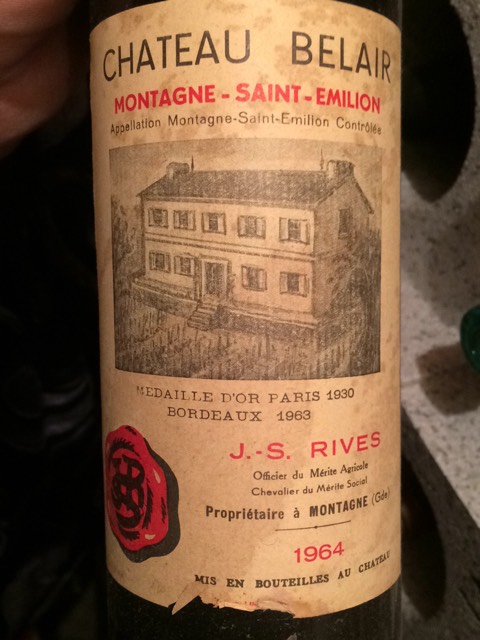 CHATEAU BELAIR
MONTAGNE - SAINT - EMILION
Appellation Montagne-Saint-Emilion Contrôlée
MEDAILLE D'OR PARIS 1930
BORDEAUX 1963
J.-S. RIVES
Officier du Mérite Agricole
Chevalier du Mérite Social
Propriétaire à MONTAGNE (Gde)
1964
MIS EN BOUTEILLES AU CHATEAU